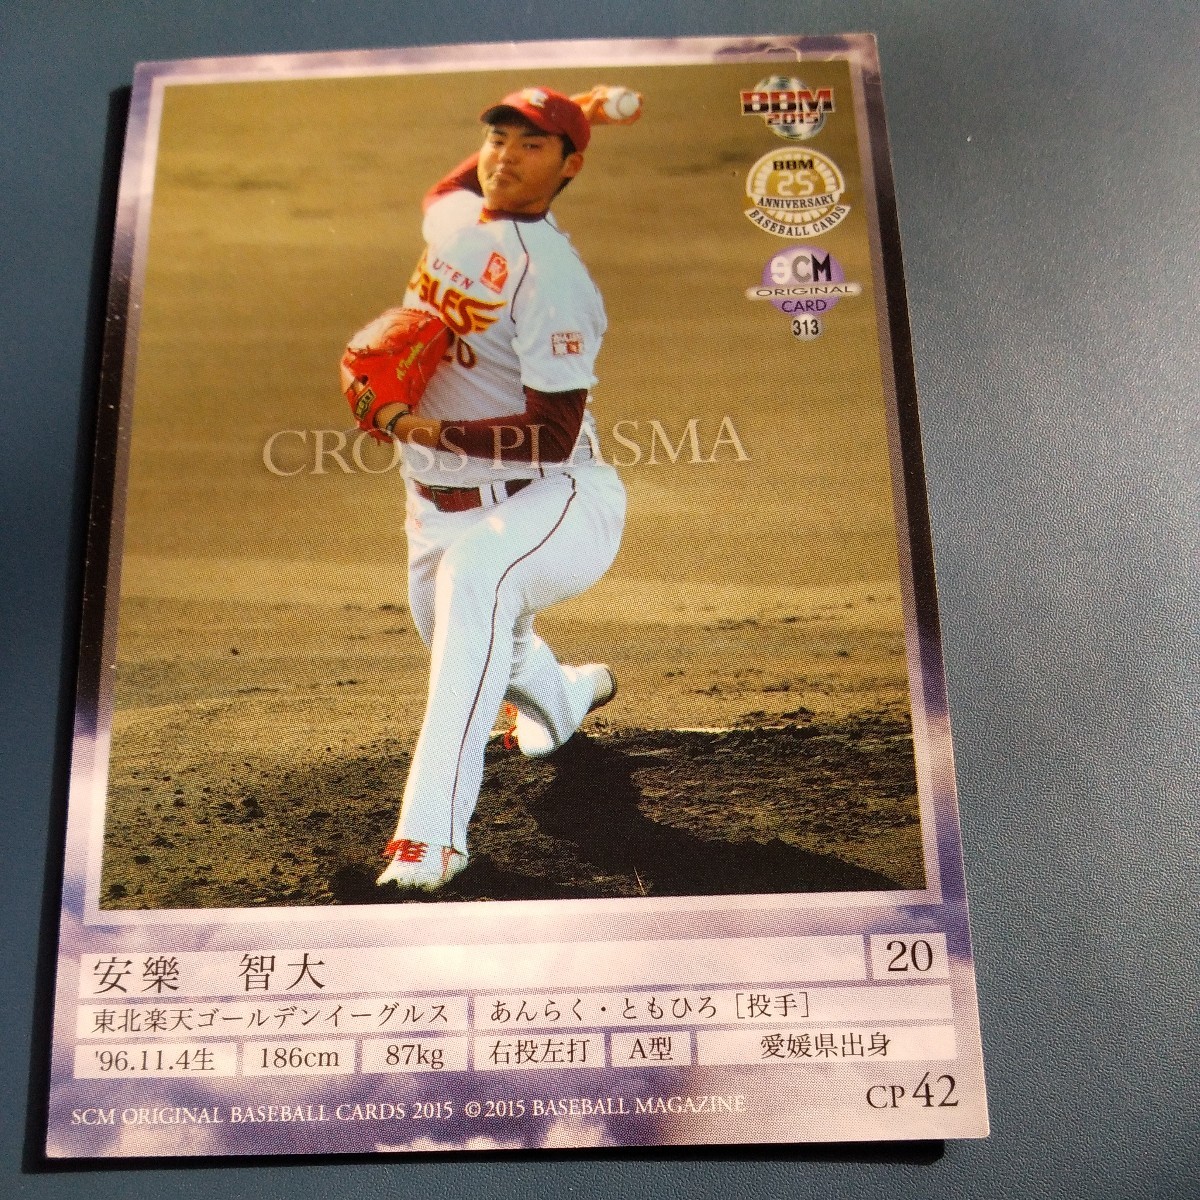 BBM
2015
BBM
25th
ANNIVERSARY
BASEBALL CARDS
SCM
ORIGINAL
CARD
313
UTEN
20
CROSS PLASMA
安樂 智大 20
東北楽天ゴールデンイーグルス あんらく・ともひろ［投手］
'96.11.4生 186cm 87kg 右投左打 A型 愛媛県出身
SCM ORIGINAL BASEBALL CARDS 2015 © 2015 BASEBALL MAGAZINE
CP 42